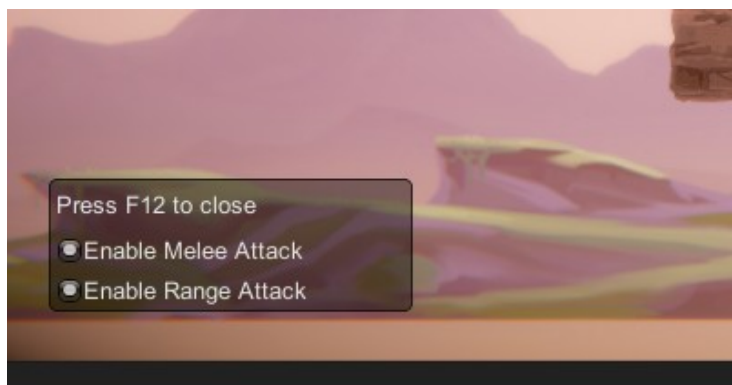 Press F12 to close
Enable Melee Attack
Enable Range Attack